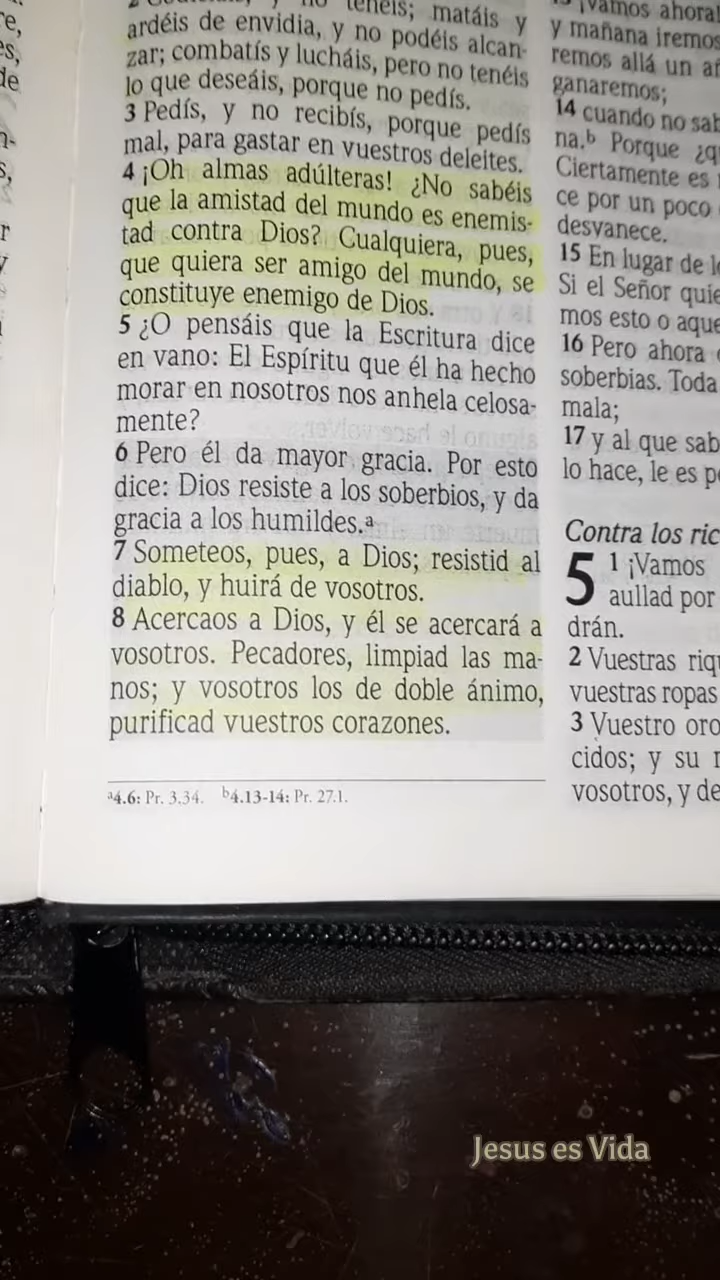 tenéis; matáis y
ardéis de envidia, y no podéis alcan-
zar; combatís y lucháis, pero no tenéis
lo que deseáis, porque no pedís.
3 Pedís, y no recibís, porque pedís
mal, para gastar en vuestros deleites.
4 ¡Oh almas adúlteras! ¿No sabéis
que la amistad del mundo es enemis-
tad contra Dios? Cualquiera, pues,
que quiera ser amigo del mundo, se
constituye enemigo de Dios.
5 ¿O pensáis que la Escritura dice
en vano: El Espíritu que él ha hecho
morar en nosotros nos anhela celosa-
mente?
6 Pero él da mayor gracia. Por esto
dice: Dios resiste a los soberbios, y da
gracia a los humildes.ª
7 Someteos, pues, a Dios; resistid al
diablo, y huirá de vosotros.
8 Acercaos a Dios, y él se acercará a
vosotros. Pecadores, limpiad las ma-
nos; y vosotros los de doble ánimo,
purificad vuestros corazones.
ª4.6: Pr. 3.34. ᵇ4.13-14: Pr. 27.1.
¡Vamos ahora!
y mañana iremos
remos allá un añ
ganaremos;
14 cuando no sab
na.ᵇ Porque ¿q
Ciertamente es
ce por un poco
desvanece.
15 En lugar de l
Si el Señor quie
mos esto o aque
16 Pero ahora
soberbias. Toda
mala;
17 y al que sab
lo hace, le es p
Contra los ric
5 1 ¡Vamos
aullad por
drán.
2 Vuestras riq
vuestras ropas
3 Vuestro oro
cidos; y su
vosotros, y de
Jesus es Vida